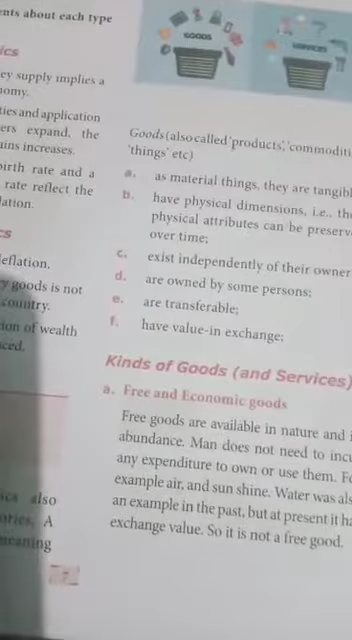 nts about each type
ics
ey supply implies a
nomy.
ties and application
ers expand, the
ains increases.
birth rate and a
rate reflect the
lation.
cs
deflation.
y goods is not
country.
ion of wealth
ced.
also
A
meaning
7
GOODS
SERVICES
Goods (also called 'products', 'commoditi
'things' etc)
a. as material things, they are tangibl
b. have physical dimensions, i.e., the
physical attributes can be preserv
over time;
c. exist independently of their owner
d. are owned by some persons;
e. are transferable;
f. have value-in exchange;
Kinds of Goods (and Services)
a. Free and Economic goods
Free goods are available in nature and i
abundance. Man does not need to incu
any expenditure to own or use them. Fo
example air, and sun shine. Water was als
an example in the past, but at present it ha
exchange value. So it is not a free good.